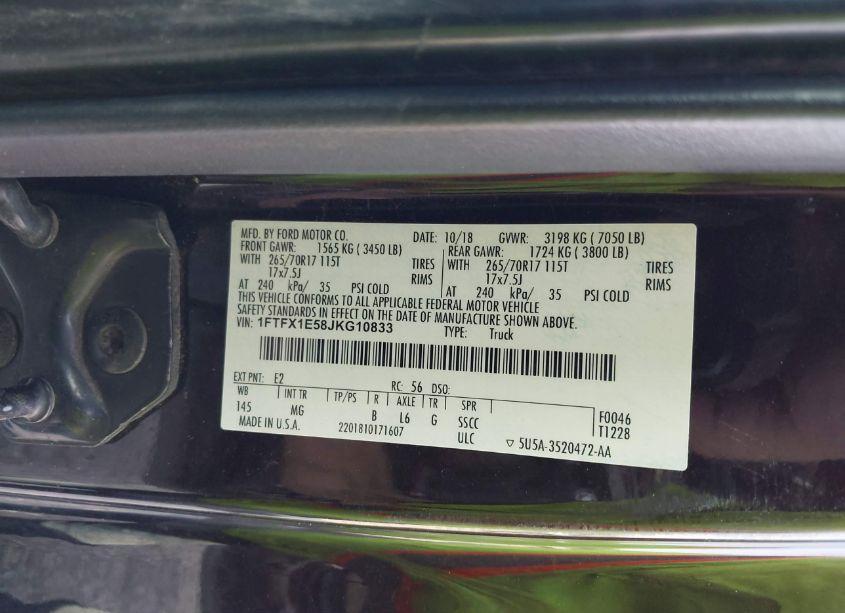 MFD. BY FORD MOTOR CO. DATE: 10/18 GVWR: 3198 KG ( 7050 LB)
FRONT GAWR: 1565 KG ( 3450 LB) REAR GAWR: 1724 KG ( 3800 LB)
WITH 265/70R17 115T TIRES WITH 265/70R17 115T TIRES
17x7.5J RIMS 17x7.5J RIMS
AT 240 kPa/ 35 PSI COLD AT 240 kPa/ 35 PSI COLD
THIS VEHICLE CONFORMS TO ALL APPLICABLE FEDERAL MOTOR VEHICLE
SAFETY STANDARDS IN EFFECT ON THE DATE OF MANUFACTURE SHOWN ABOVE.
VIN: 1FTFX1E58JKG10833 TYPE: Truck
EXT PNT: E2 RC: 56 DSO:
WB INT TR TP/PS R AXLE TR SPR F0046
145 MG B L6 G SSCC T1228
MADE IN U.S.A. 2201810171607 ULC ▽ 5U5A-3520472-AA